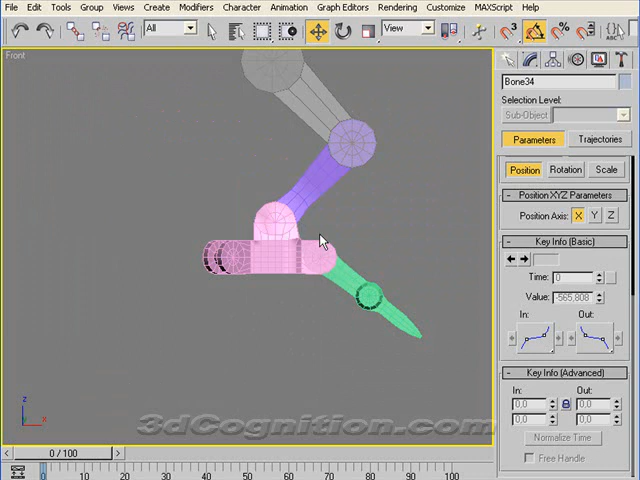 File Edit Tools Group Views Create Modifiers Character Animation Graph Editors Rendering Customize MAXScript Help
All View
Front
Bone34
Selection Level:
Sub-Object
Parameters Trajectories
Position Rotation Scale
- Position XYZ Parameters
Position Axis: X Y Z
- Key Info (Basic)
Time: 0
Value: -565,808
In: Out:
- Key Info (Advanced)
In: Out:
0,0 0,0
0,0 0,0
Normalize Time
Free Handle
z
x
3dCognition.com
< 0 / 100 >
0 10 20 30 40 50 60 70 80 90 100